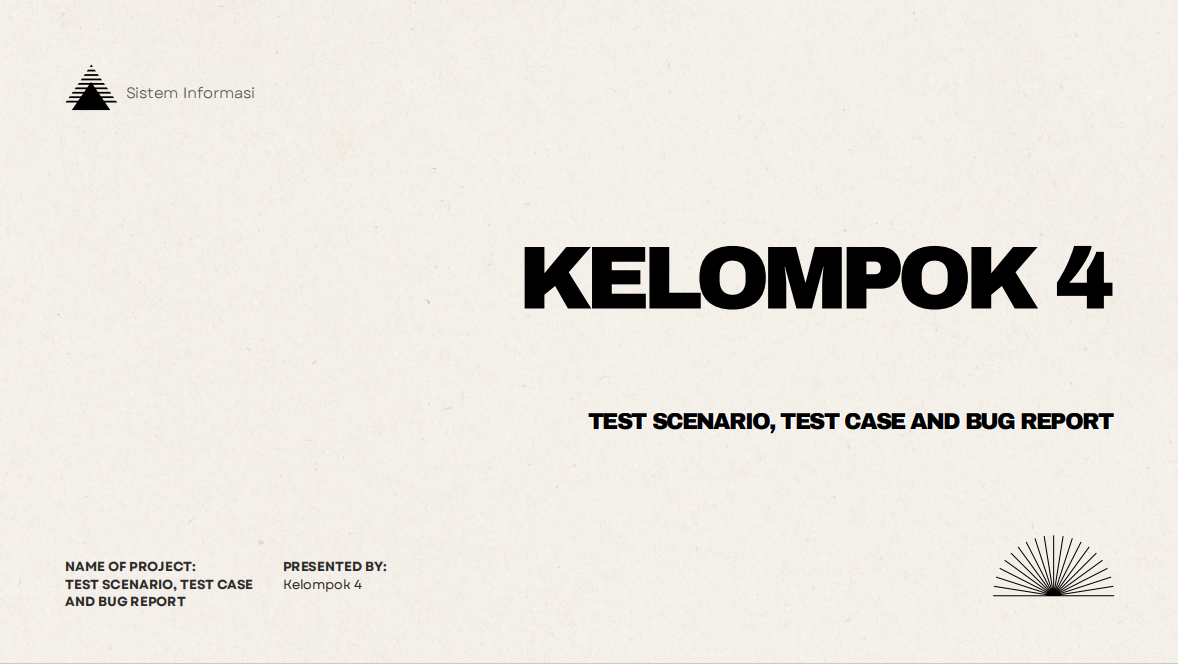 Sistem Informasi
KELOMPOK 4
TEST SCENARIO, TEST CASE AND BUG REPORT
NAME OF PROJECT:
TEST SCENARIO, TEST CASE
AND BUG REPORT
PRESENTED BY:
Kelompok 4